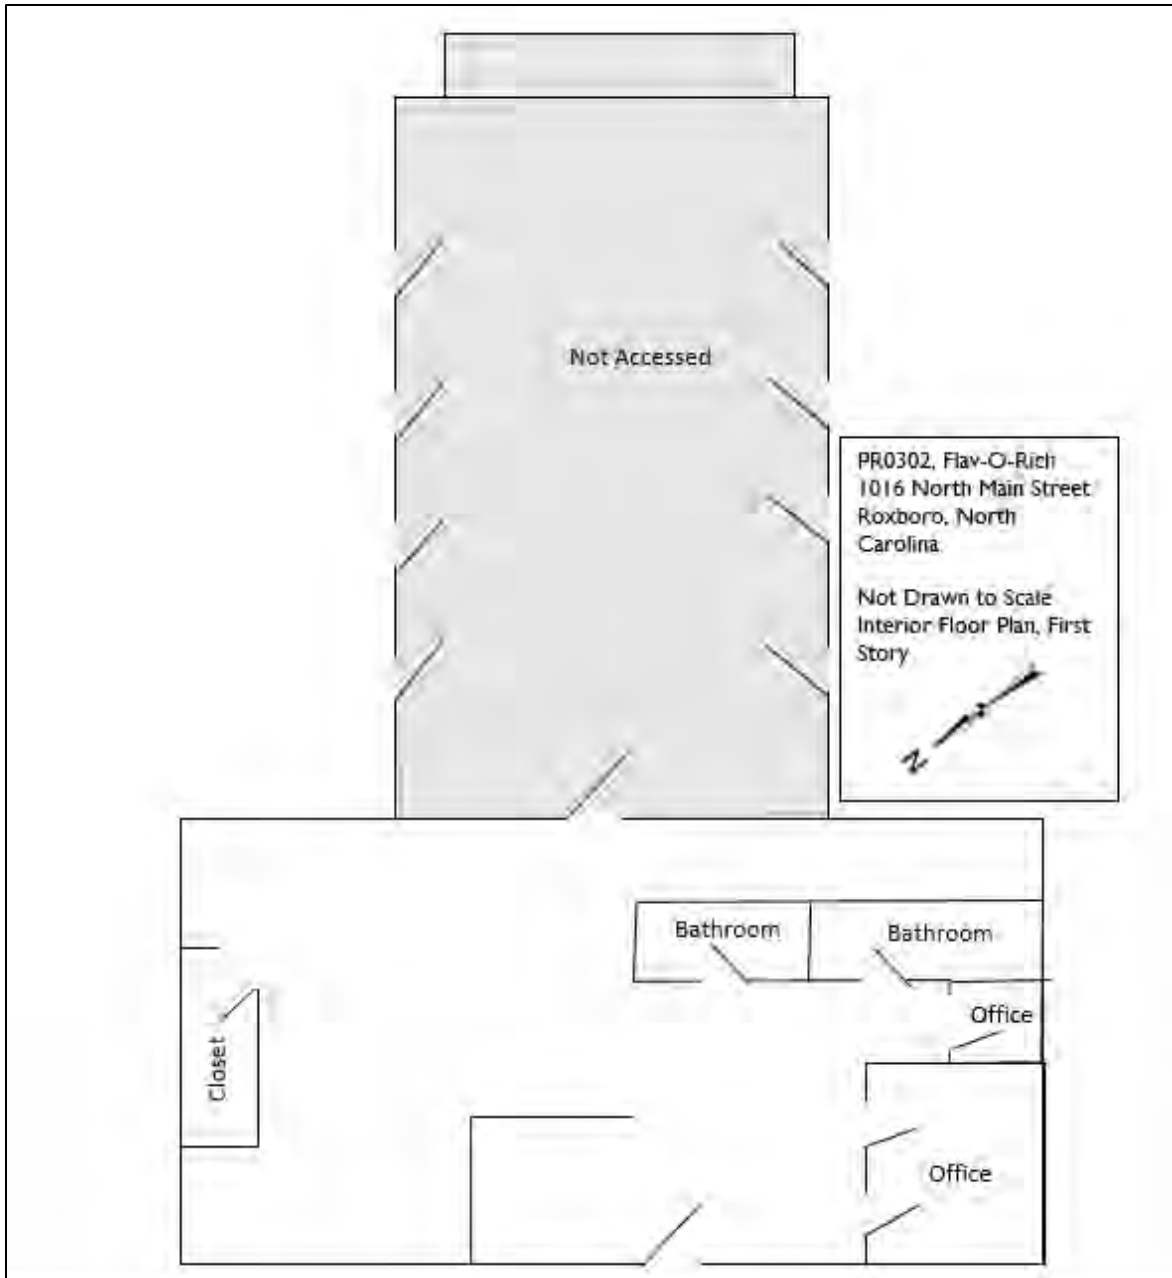 Not Accessed
PR0302, Flav-O-Rich
1016 North Main Street
Roxboro, North
Carolina
Not Drawn to Scale
Interior Floor Plan, First
Story
N
Bathroom
Bathroom
Office
Closet
Office